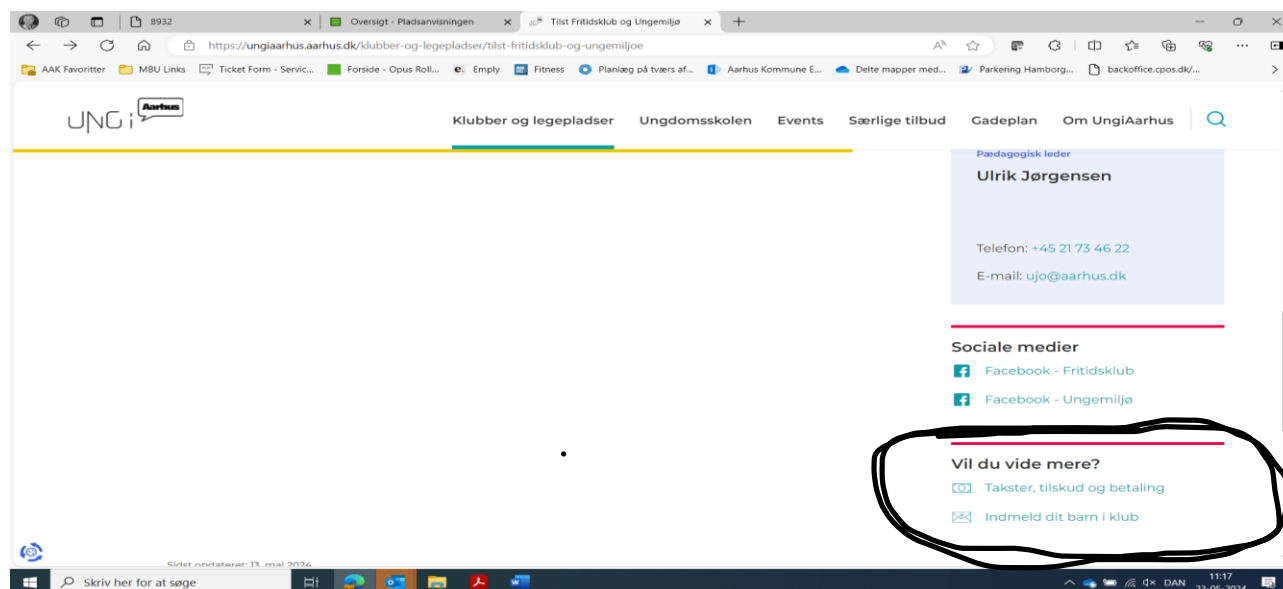 8932
Oversigt - Pladsanvisningen
Tilst Fritidsklub og Ungemiljø
https://ungiaarhus.aarhus.dk/klubber-og-legepladser/tilst-fritidsklub-og-ungemiljoe
AAK Favoritter
MBU Links
Ticket Form - Servic...
Forside - Opus Roll...
Emply
Fitness
Planlæg på tværs af...
Aarhus Kommune E...
Delte mapper med...
Parkering Hamborg...
backoffice.cpos.dk/...
UNG i Aarhus
Klubber og legepladser
Ungdomsskolen
Events
Særlige tilbud
Gadeplan
Om UngiAarhus
Pædagogisk leder
Ulrik Jørgensen
Telefon: +45 21 73 46 22
E-mail: ujo@aarhus.dk
Sociale medier
Facebook - Fritidsklub
Facebook - Ungemiljø
Vil du vide mere?
Takster, tilskud og betaling
Indmeld dit barn i klub
Sidst opdateret: 13. maj 2024
Skriv her for at søge
DAN
11:17
23-05-2024